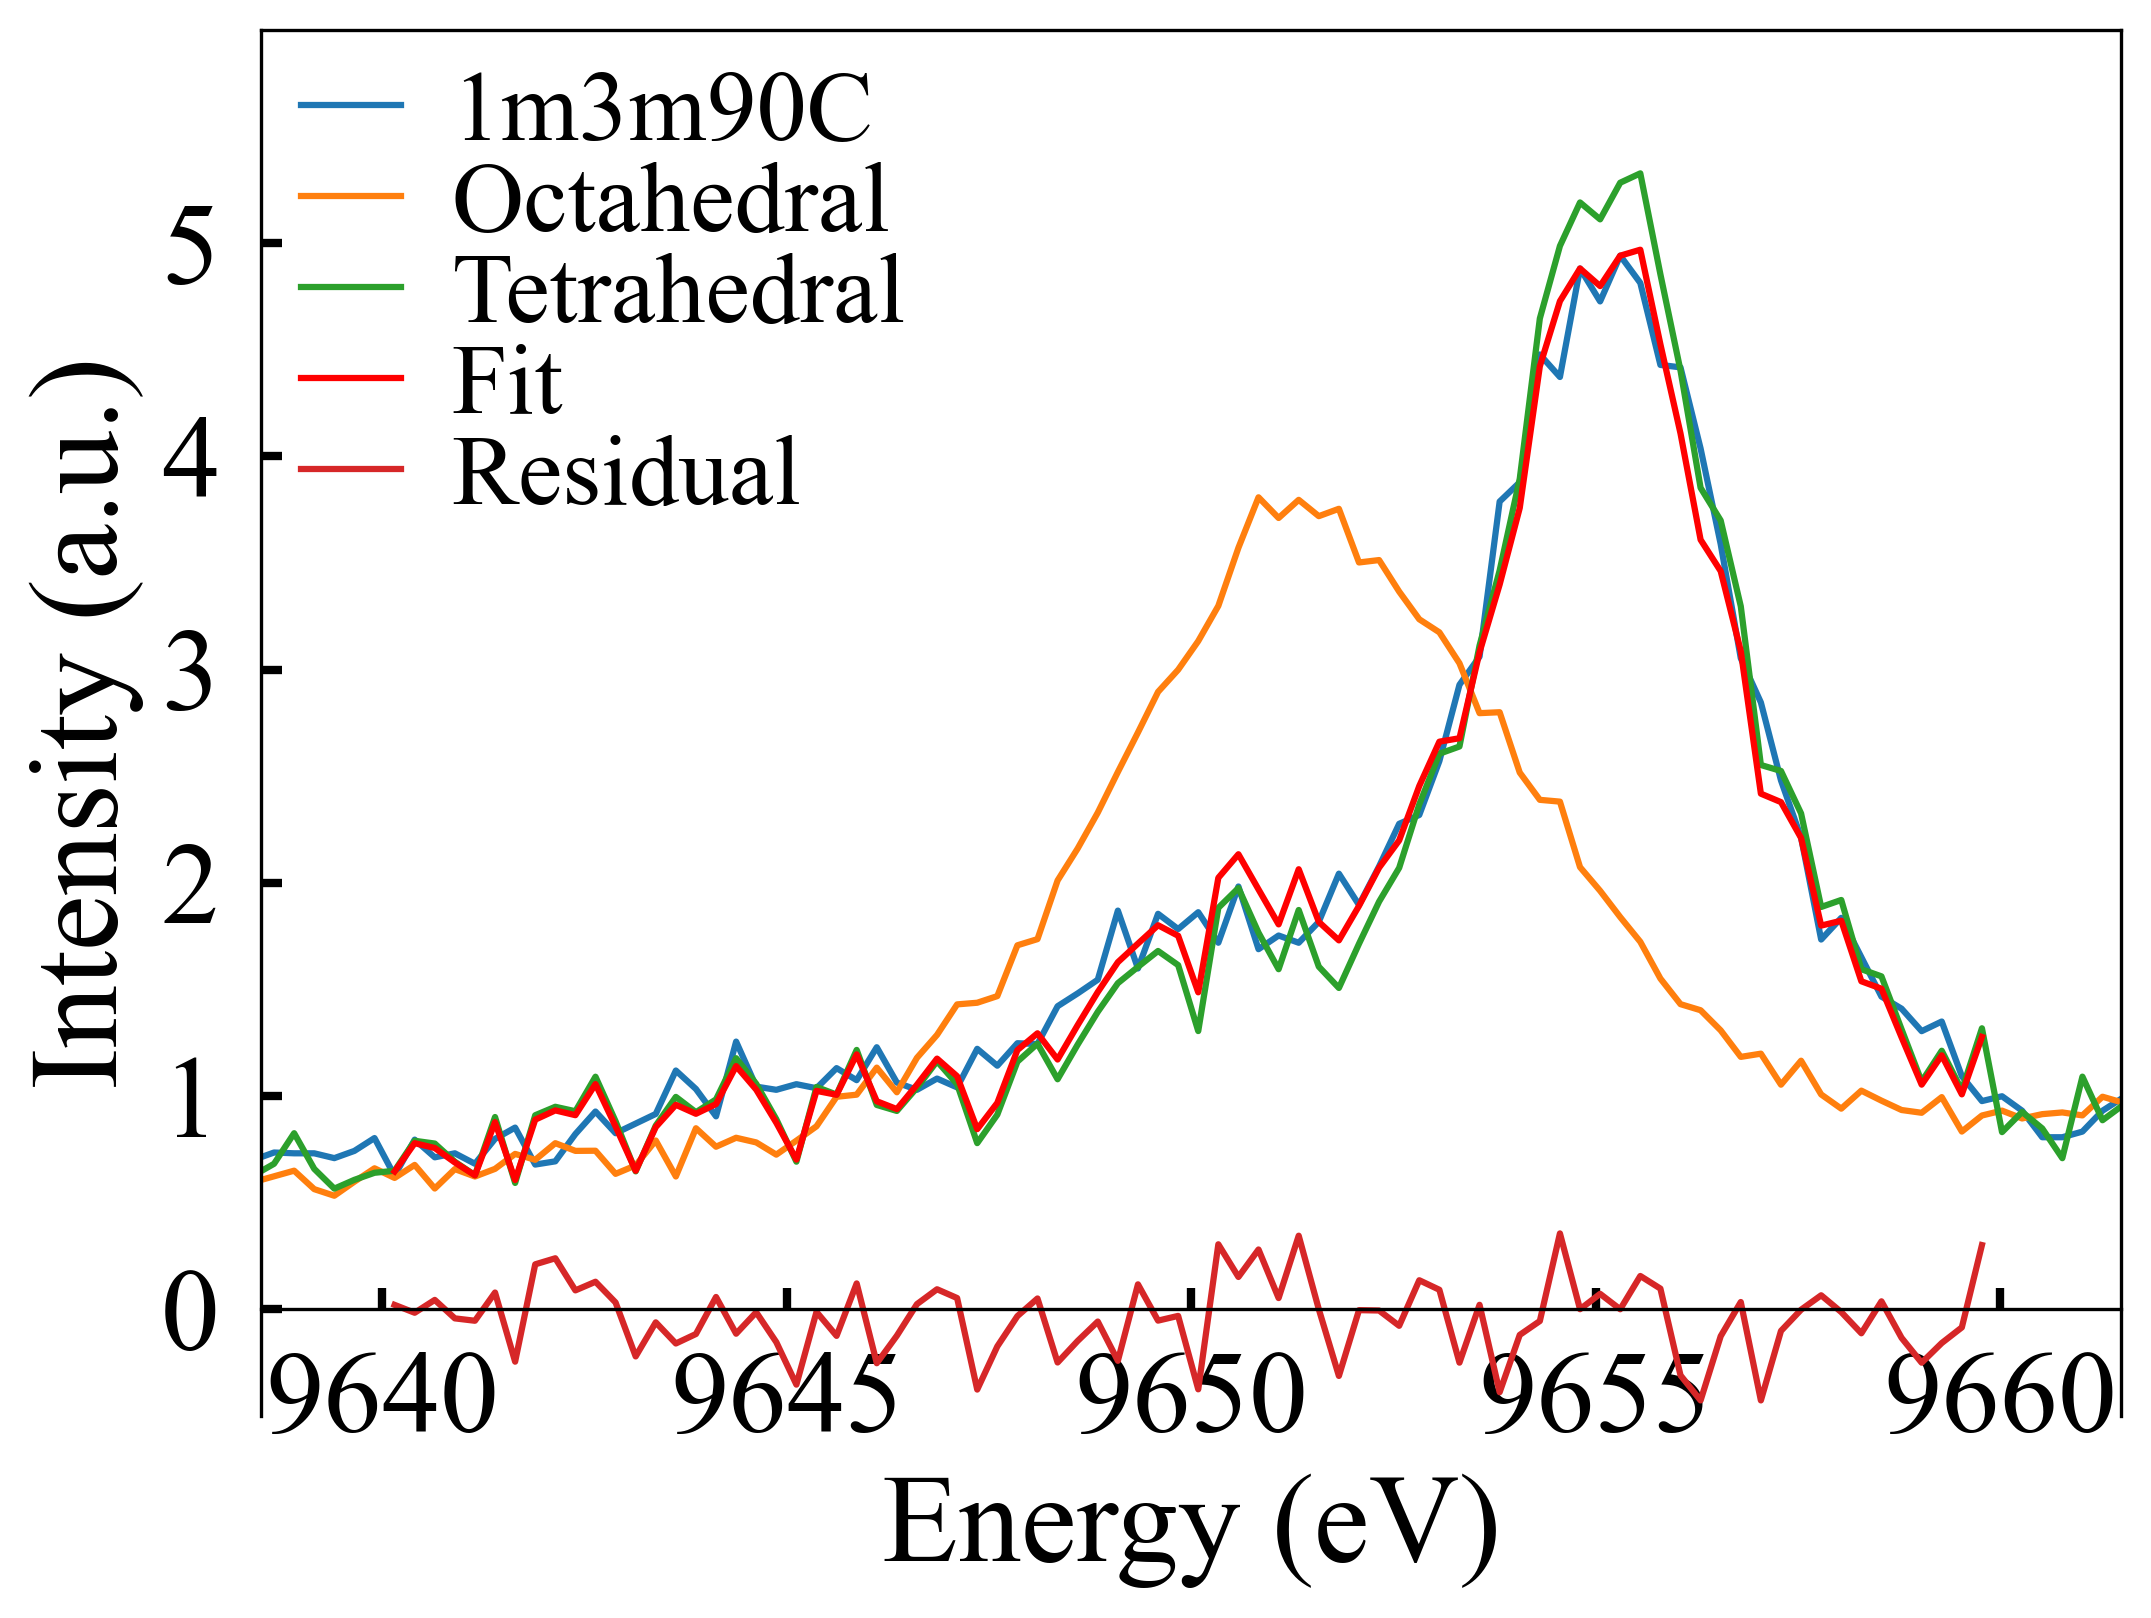 1m3m90C
Octahedral
Tetrahedral
Fit
Residual
5
4
3
2
1
0
Intensity (a.u.)
9640 9645 9650 9655 9660
Energy (eV)